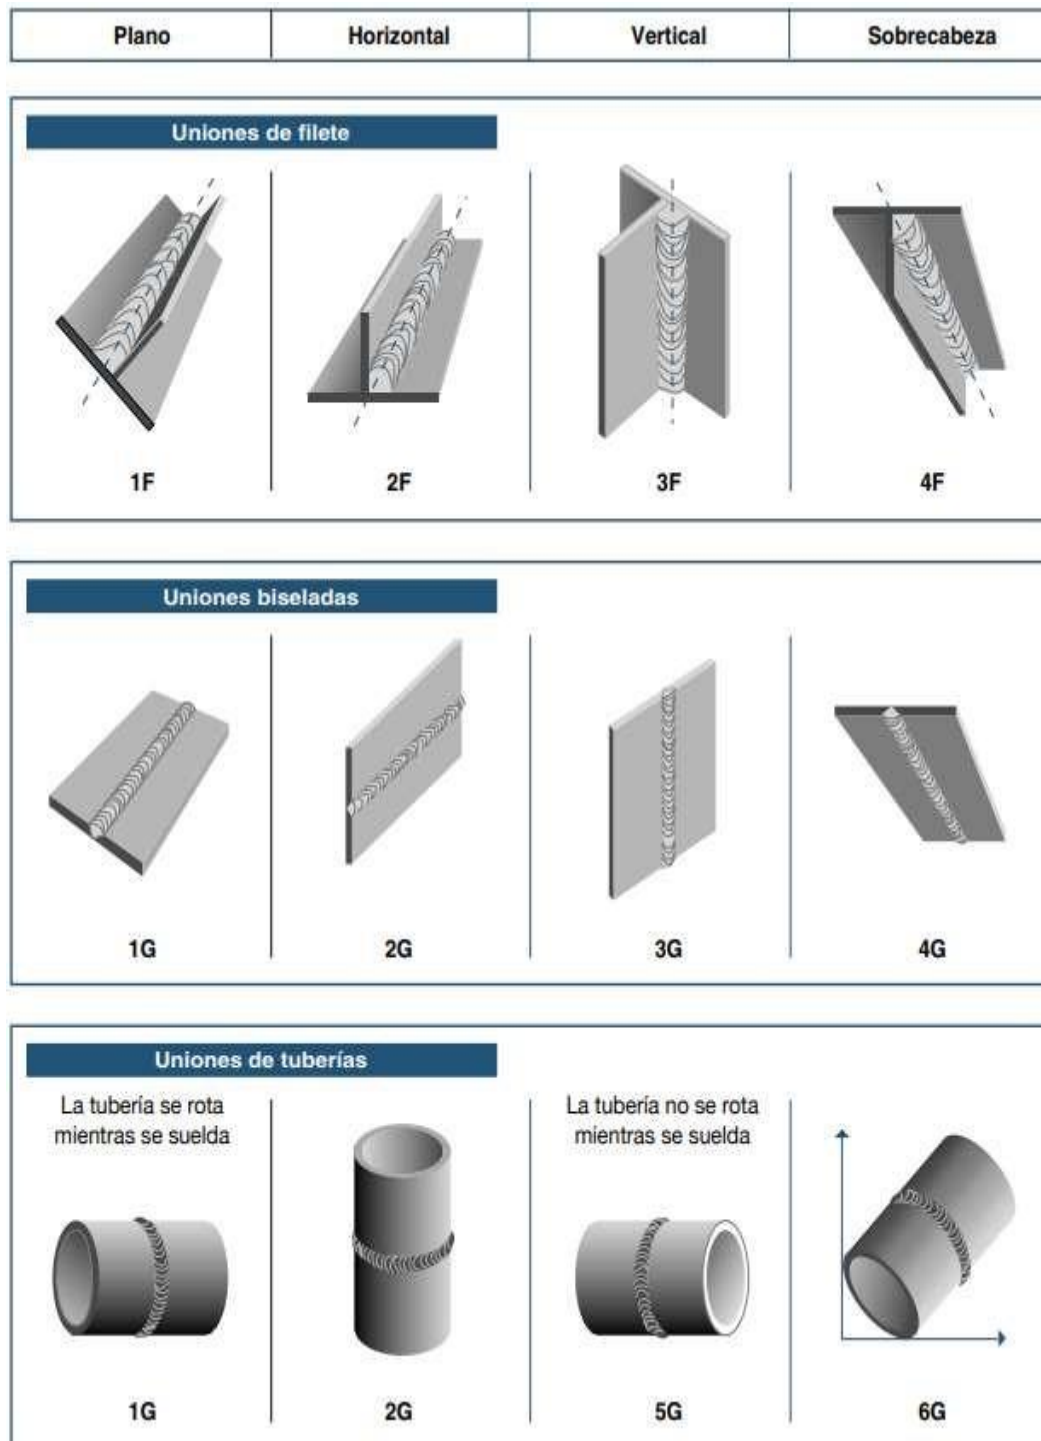 Plano Horizontal Vertical Sobrecabeza
Uniones de filete
1F 2F 3F 4F
Uniones biseladas
1G 2G 3G 4G
Uniones de tuberías
La tubería se rota
mientras se suelda
La tubería no se rota
mientras se suelda
1G 2G 5G 6G